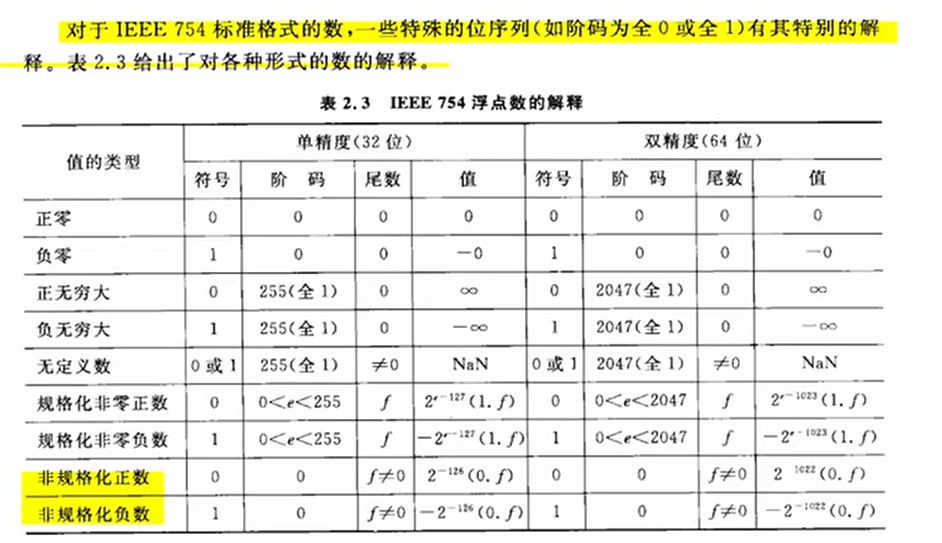 对于 IEEE 754 标准格式的数,一些特殊的位序列(如阶码为全 0 或全 1)有其特别的解
释。表 2.3 给出了对各种形式的数的解释。
表 2.3 IEEE 754 浮点数的解释
值的类型 单精度(32 位) 双精度(64 位)
符号 阶 码 尾数 值 符号 阶 码 尾数 值
正零 0 0 0 0 0 0 0 0
负零 1 0 0 −0 1 0 0 −0
正无穷大 0 255(全 1) 0 ∞ 0 2047(全 1) 0 ∞
负无穷大 1 255(全 1) 0 −∞ 1 2047(全 1) 0 −∞
无定义数 0 或 1 255(全 1) ≠0 NaN 0 或 1 2047(全 1) ≠0 NaN
规格化非零正数 0 0<e<255 f 2^{e−127}(1.f) 0 0<e<2047 f 2^{e−1023}(1.f)
规格化非零负数 1 0<e<255 f −2^{e−127}(1.f) 1 0<e<2047 f −2^{e−1023}(1.f)
非规格化正数 0 0 f≠0 2^{−126}(0.f) 0 0 f≠0 2^{1022}(0.f)
非规格化负数 1 0 f≠0 −2^{−126}(0.f) 1 0 f≠0 −2^{−1022}(0.f)